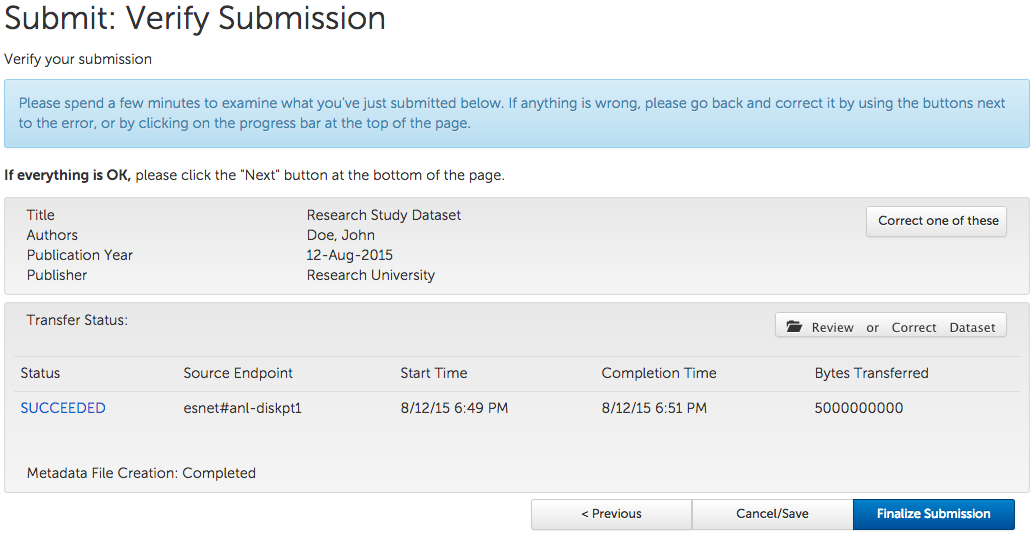 Submit: Verify Submission
Verify your submission
Please spend a few minutes to examine what you've just submitted below. If anything is wrong, please go back and correct it by using the buttons next
to the error, or by clicking on the progress bar at the top of the page.
If everything is OK, please click the "Next" button at the bottom of the page.
Title Research Study Dataset Correct one of these
Authors Doe, John
Publication Year 12-Aug-2015
Publisher Research University
Transfer Status: Review or Correct Dataset
Status Source Endpoint Start Time Completion Time Bytes Transferred
SUCCEEDED esnet#anl-diskpt1 8/12/15 6:49 PM 8/12/15 6:51 PM 5000000000
Metadata File Creation: Completed
< Previous Cancel/Save Finalize Submission